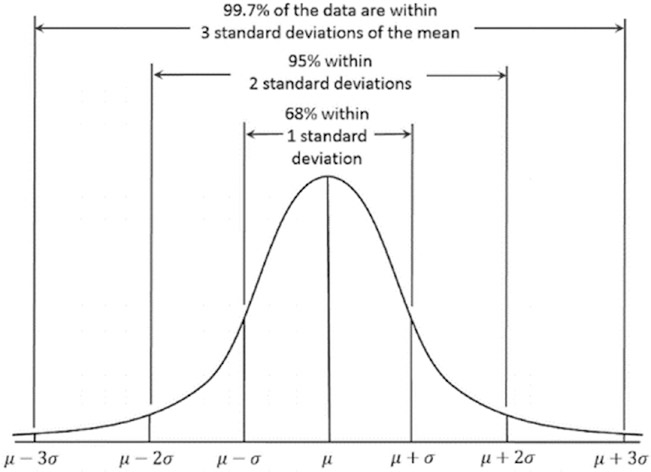 99.7% of the data are within
3 standard deviations of the mean
95% within
2 standard deviations
68% within
1 standard
deviation
μ − 3σ μ − 2σ μ − σ μ μ + σ μ + 2σ μ + 3σ